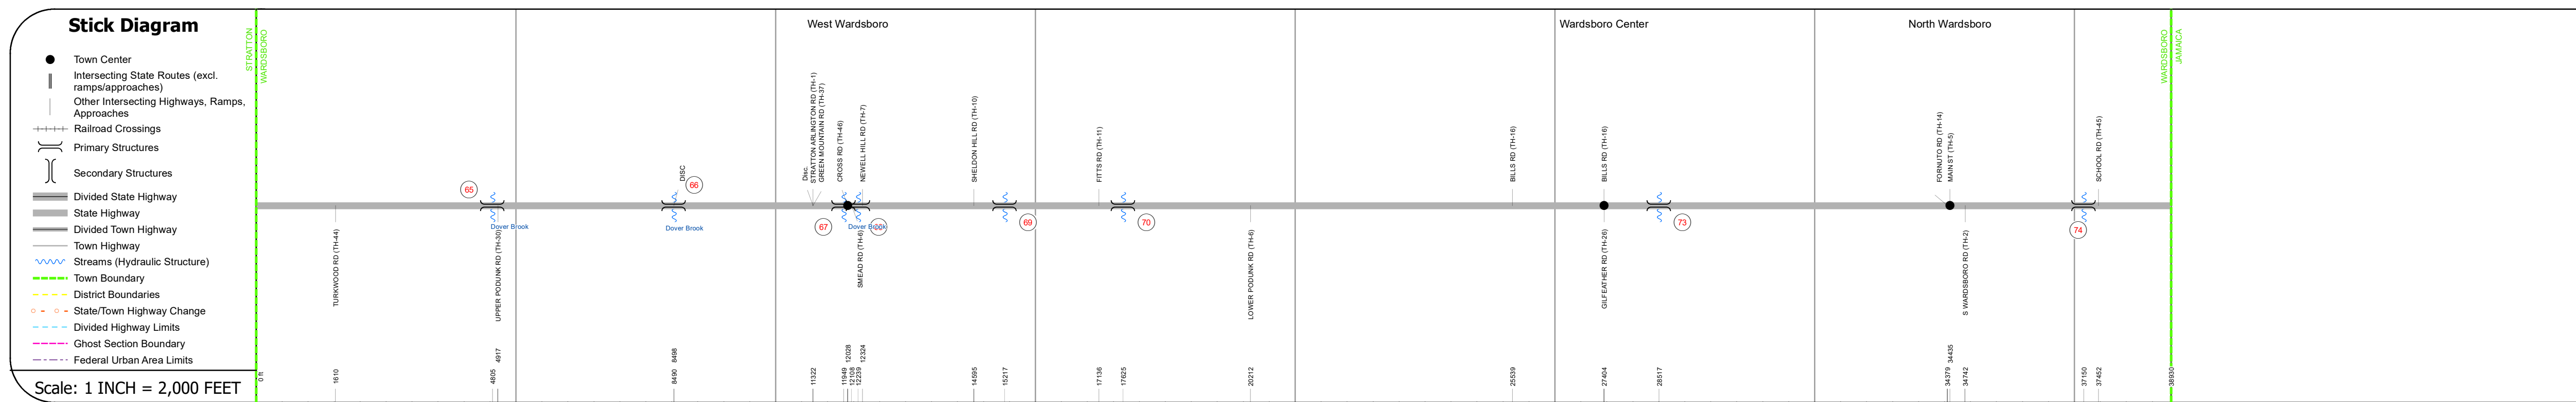 Stick Diagram
Town Center
Intersecting State Routes (excl.
ramps/approaches)
Other Intersecting Highways, Ramps,
Approaches
Railroad Crossings
Primary Structures
Secondary Structures
Divided State Highway
State Highway
Divided Town Highway
Town Highway
Streams (Hydraulic Structure)
Town Boundary
District Boundaries
State/Town Highway Change
Divided Highway Limits
Ghost Section Boundary
Federal Urban Area Limits
Scale: 1 INCH = 2,000 FEET
STRATTON
WARDSBORO
West Wardsboro
Wardsboro Center
North Wardsboro
WARDSBORO
JAMAICA
DISC
Disc.
STRATTON ARLINGTON RD (TH-1)
GREEN MOUNTAIN RD (TH-37)
CROSS RD (TH-46)
NEWELL HILL RD (TH-7)
SHELDON HILL RD (TH-10)
FITTS RD (TH-11)
BILLS RD (TH-16)
BILLS RD (TH-16)
FORNUTO RD (TH-14)
MAIN ST (TH-5)
SCHOOL RD (TH-45)
65
66
67
69
70
73
74
Dover Brook
Dover Brook
Dover Brook
TURKWOOD RD (TH-44)
UPPER PODUNK RD (TH-30)
SMEAD RD (TH-6)
LOWER PODUNK RD (TH-6)
GILFEATHER RD (TH-26)
S WARDSBORO RD (TH-2)
0 ft
1610
4805
4917
8490
8498
11322
11949
12028
12108
12239
12324
14595
15217
17136
17625
20212
25539
27404
28517
34379
34435
34742
37150
37452
38930